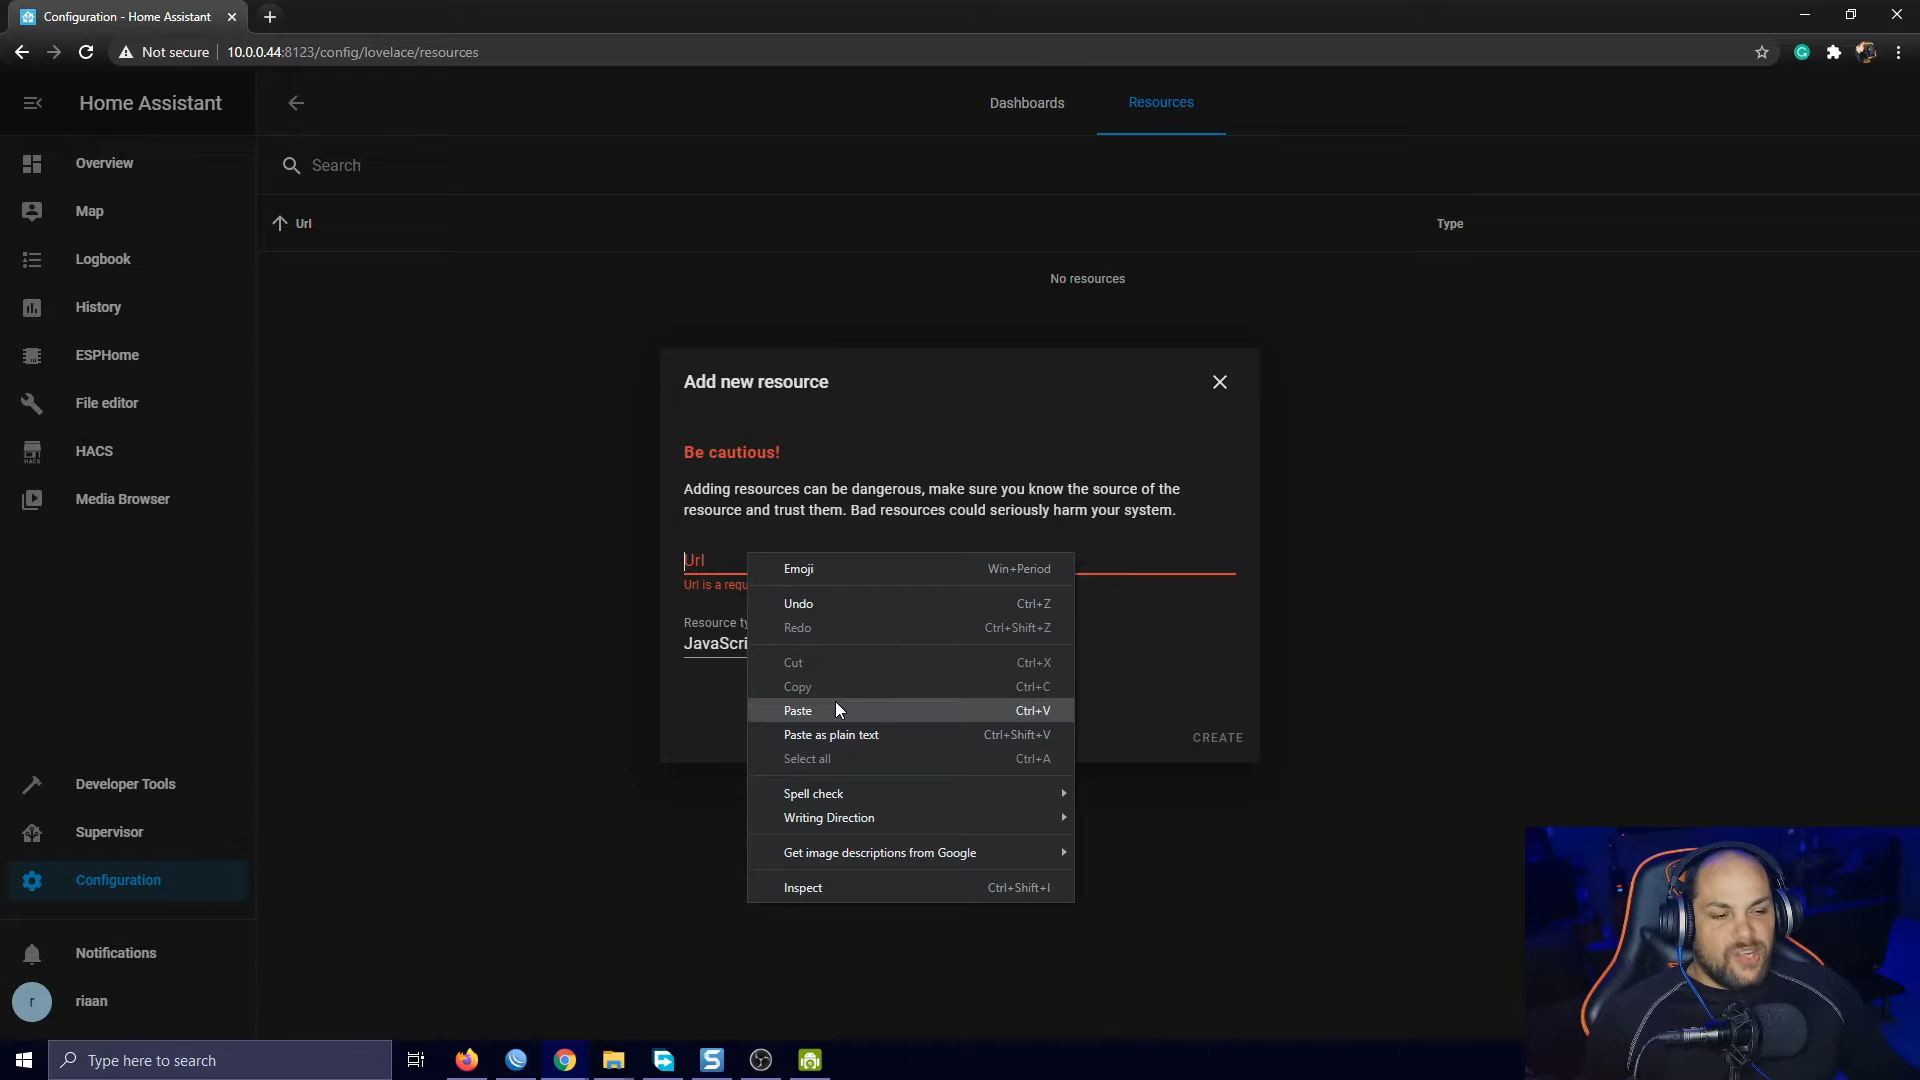 Configuration - Home Assistant
Not secure
10.0.0.44:8123/config/lovelace/resources
Home Assistant
Dashboards
Resources
Overview
Search
Map
Url
Type
Logbook
No resources
History
ESPHome
File editor
HACS
Media Browser
Add new resource
Be cautious!
Adding resources can be dangerous, make sure you know the source of the
resource and trust them. Bad resources could seriously harm your system.
Url
Url is a requ
Resource ty
JavaScri
Emoji Win+Period
Undo Ctrl+Z
Redo Ctrl+Shift+Z
Cut Ctrl+X
Copy Ctrl+C
Paste Ctrl+V
Paste as plain text Ctrl+Shift+V
Select all Ctrl+A
Spell check
Writing Direction
Get image descriptions from Google
Inspect Ctrl+Shift+I
CREATE
Developer Tools
Supervisor
Configuration
Notifications
r riaan
Type here to search